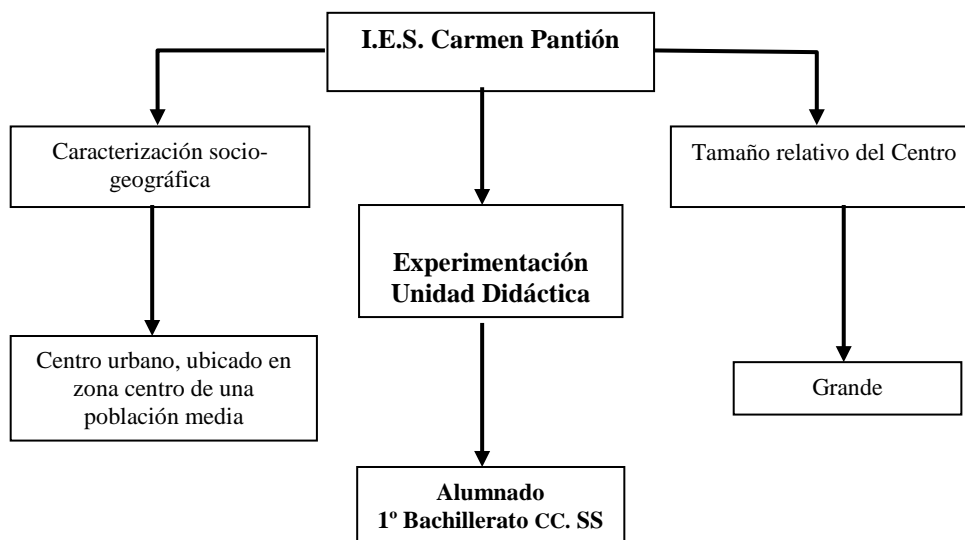 I.E.S. Carmen Pantión
Caracterización socio-
geográfica
Tamaño relativo del Centro
Experimentación
Unidad Didáctica
Centro urbano, ubicado en
zona centro de una
población media
Grande
Alumnado
1º Bachillerato CC. SS